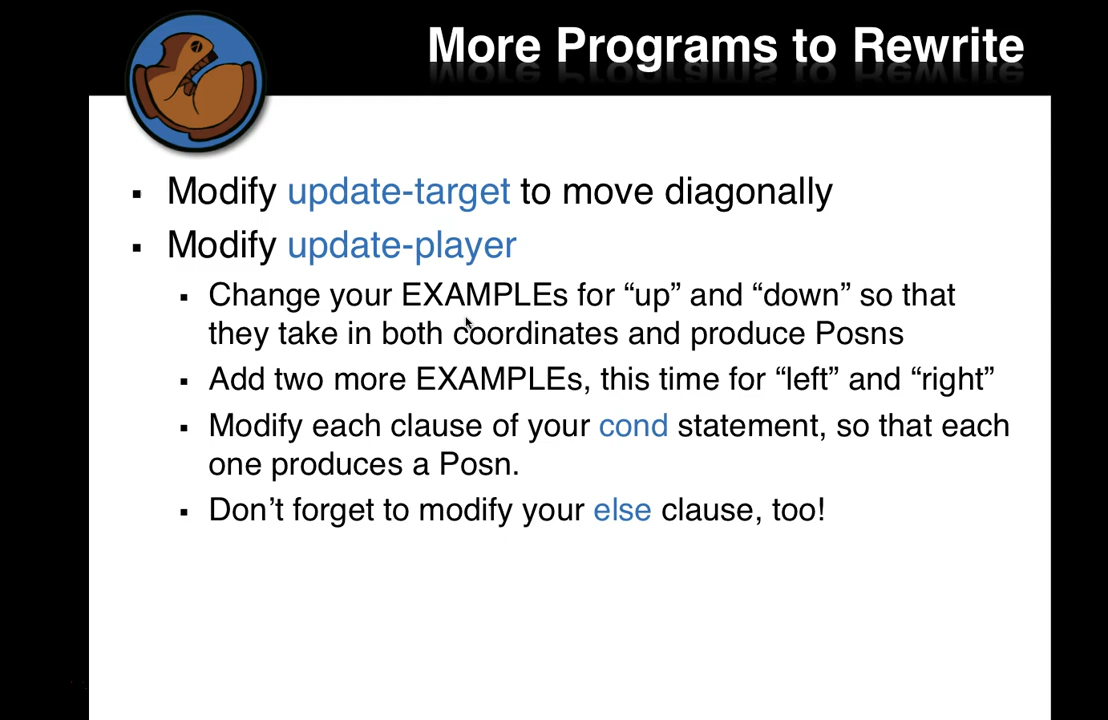 More Programs to Rewrite
▪ Modify update-target to move diagonally
▪ Modify update-player
▪ Change your EXAMPLEs for “up” and “down” so that
they take in both coordinates and produce Posns
▪ Add two more EXAMPLEs, this time for “left” and “right”
▪ Modify each clause of your cond statement, so that each
one produces a Posn.
▪ Don’t forget to modify your else clause, too!